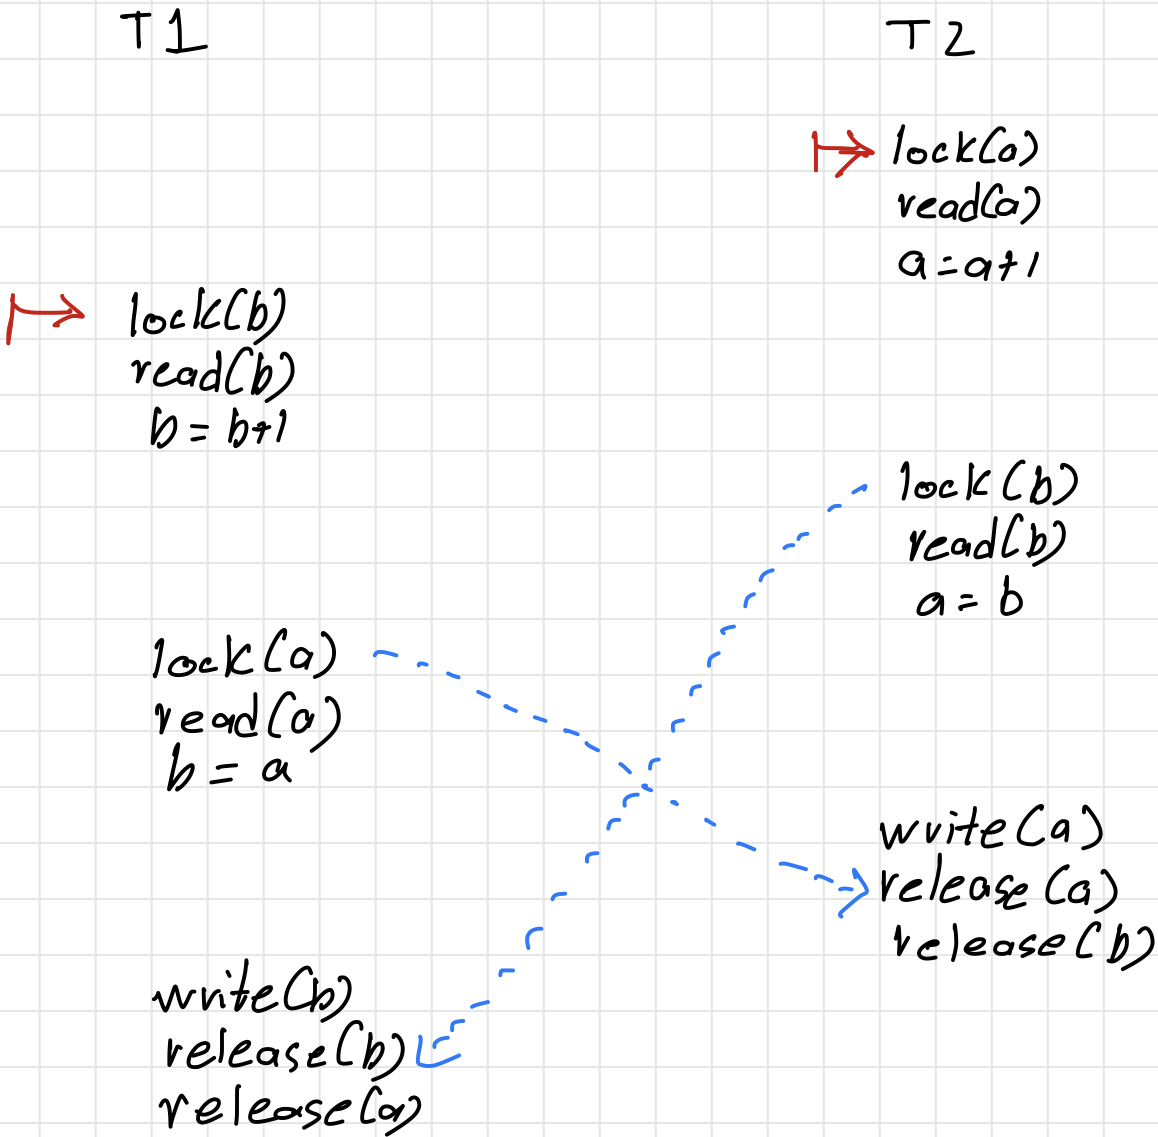 T1
T2
lock(a)
read(a)
a=a+1
lock(b)
read(b)
b=b+1
lock(b)
read(b)
a=b
lock(a)
read(a)
b=a
write(a)
release(a)
release(b)
write(b)
release(b)
release(a)